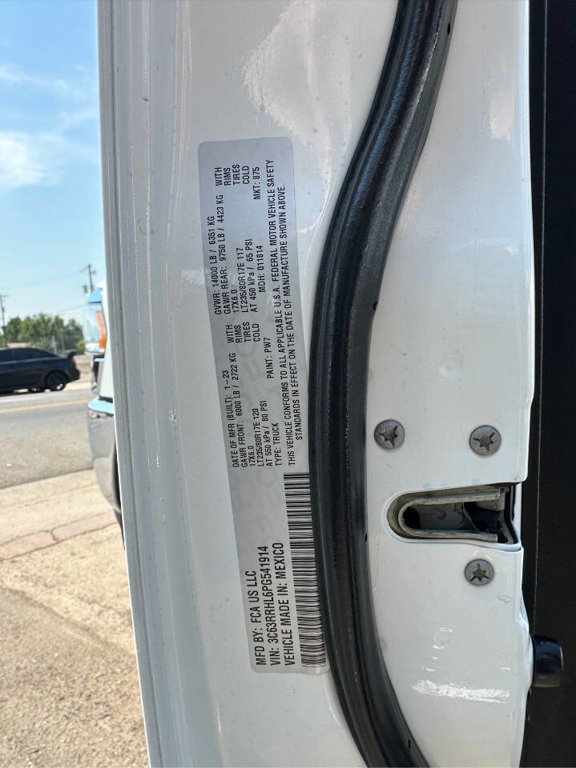 MFD BY: FCA US LLC
VIN: 3C63RRHL6PG541914
VEHICLE MADE IN: MEXICO
DATE OF MFR (BUILT): 1-23
GAWR FRONT: 6000 LB / 2722 KG WITH
17X6.0 RIMS
LT235/80R17E 120 TIRES
AT 550 kPa / 80 PSI COLD
TYPE: TRUCK PAINT: PW7
GVWR: 14000 LB / 6351 KG
GAWR REAR: 9750 LB / 4423 KG WITH
17X6.0 RIMS
LT235/80R17E 117 TIRES
AT 450 kPa / 65 PSI COLD
MDH: 011814 MKT: 875
THIS VEHICLE CONFORMS TO ALL APPLICABLE U.S.A. FEDERAL MOTOR VEHICLE SAFETY
STANDARDS IN EFFECT ON THE DATE OF MANUFACTURE SHOWN ABOVE.